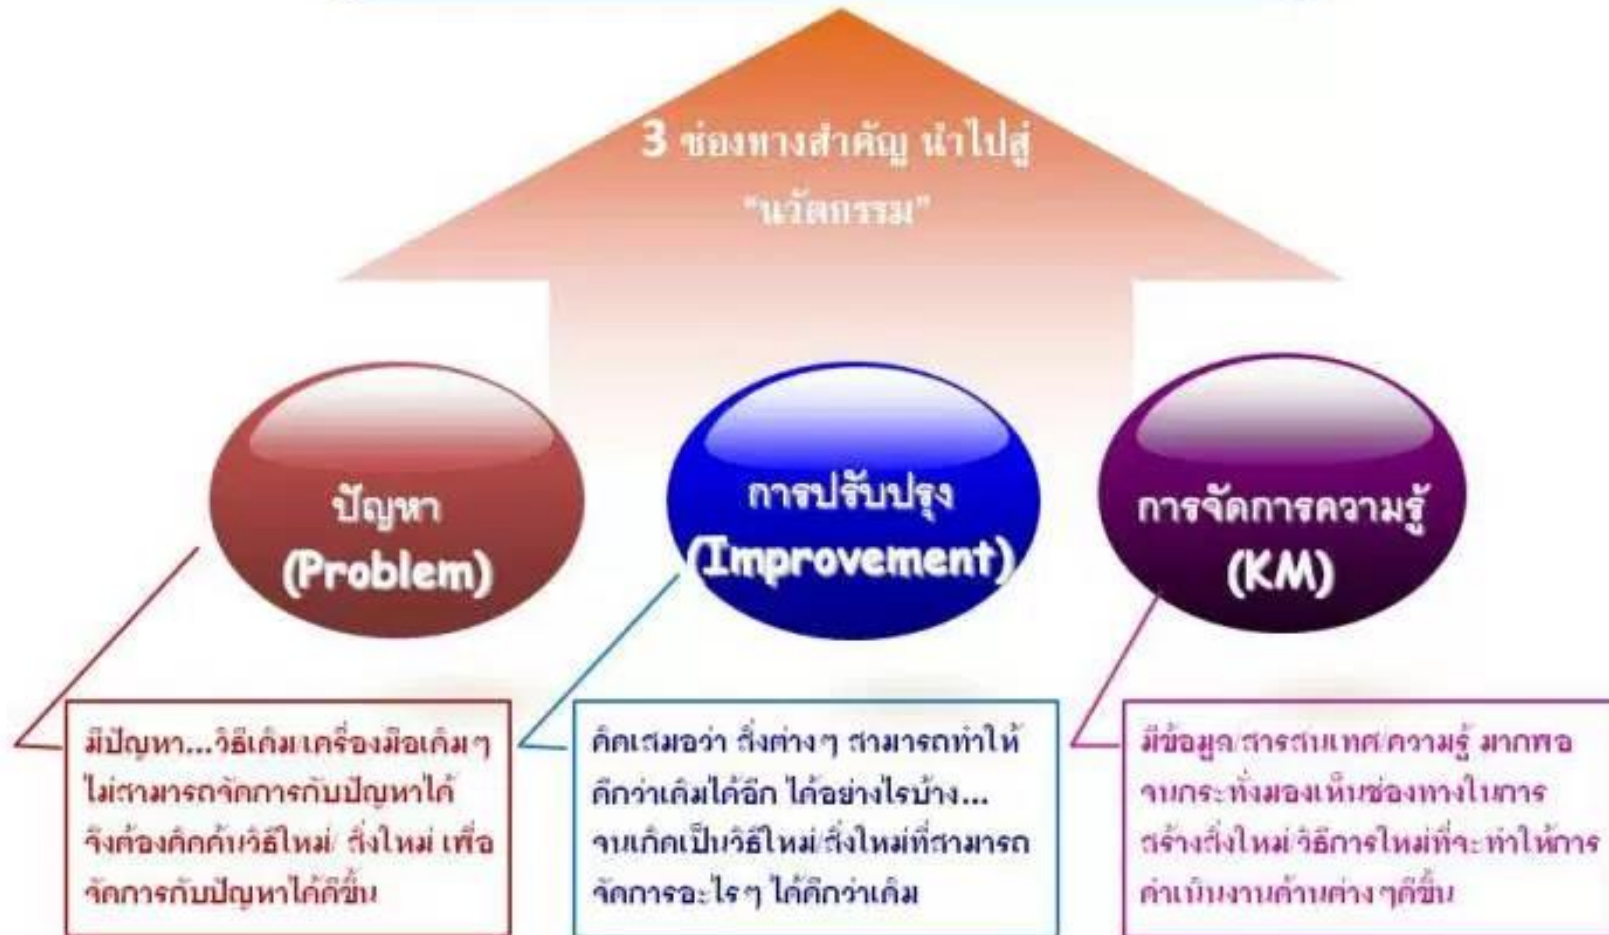 3 ช่องทางสำคัญ นำไปสู่
“นวัตกรรม”
ปัญหา
(Problem)
การปรับปรุง
(Improvement)
การจัดการความรู้
(KM)
มีปัญหา...วิธีเดิม/เครื่องมือเดิมๆ
ไม่สามารถจัดการกับปัญหาได้
จึงต้องคิดค้นวิธีใหม่/ สิ่งใหม่ เพื่อ
จัดการกับปัญหาได้ดีขึ้น
คิดเสมอว่า สิ่งต่างๆ สามารถทำให้
ดีกว่าเดิมได้อีก ได้อย่างไรบ้าง...
จนเกิดเป็นวิธีใหม่/สิ่งใหม่ที่สามารถ
จัดการอะไรๆ ได้ดีกว่าเดิม
มีข้อมูล/สารสนเทศ/ความรู้ มากพอ
จนกระทั่งมองเห็นช่องทางในการ
สร้างสิ่งใหม่/วิธีการใหม่ที่จะทำให้การ
ดำเนินงานด้านต่างๆดีขึ้น